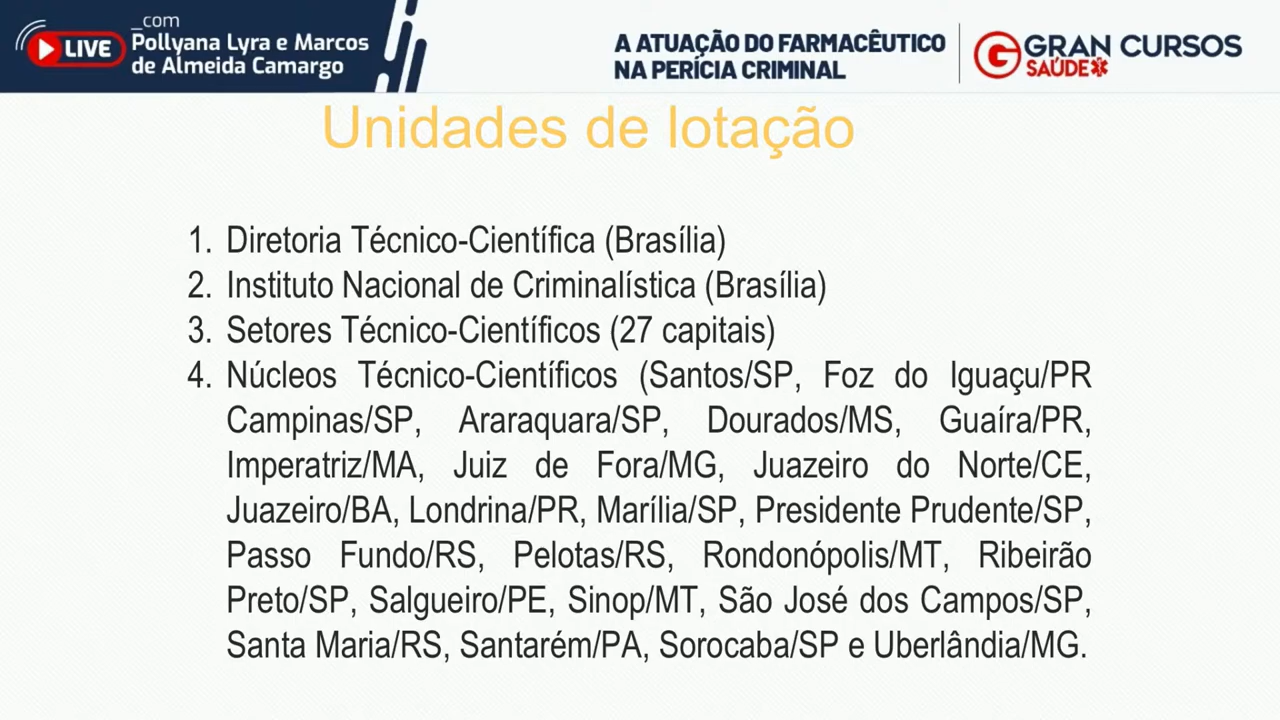 _com
LIVE
Pollyana Lyra e Marcos
de Almeida Camargo
A ATUAÇÃO DO FARMACÊUTICO
NA PERÍCIA CRIMINAL
GRAN CURSOS
SAÚDE
Unidades de lotação
1. Diretoria Técnico-Científica (Brasília)
2. Instituto Nacional de Criminalística (Brasília)
3. Setores Técnico-Científicos (27 capitais)
4. Núcleos Técnico-Científicos (Santos/SP, Foz do Iguaçu/PR
Campinas/SP, Araraquara/SP, Dourados/MS, Guaíra/PR,
Imperatriz/MA, Juiz de Fora/MG, Juazeiro do Norte/CE,
Juazeiro/BA, Londrina/PR, Marília/SP, Presidente Prudente/SP,
Passo Fundo/RS, Pelotas/RS, Rondonópolis/MT, Ribeirão
Preto/SP, Salgueiro/PE, Sinop/MT, São José dos Campos/SP,
Santa Maria/RS, Santarém/PA, Sorocaba/SP e Uberlândia/MG.